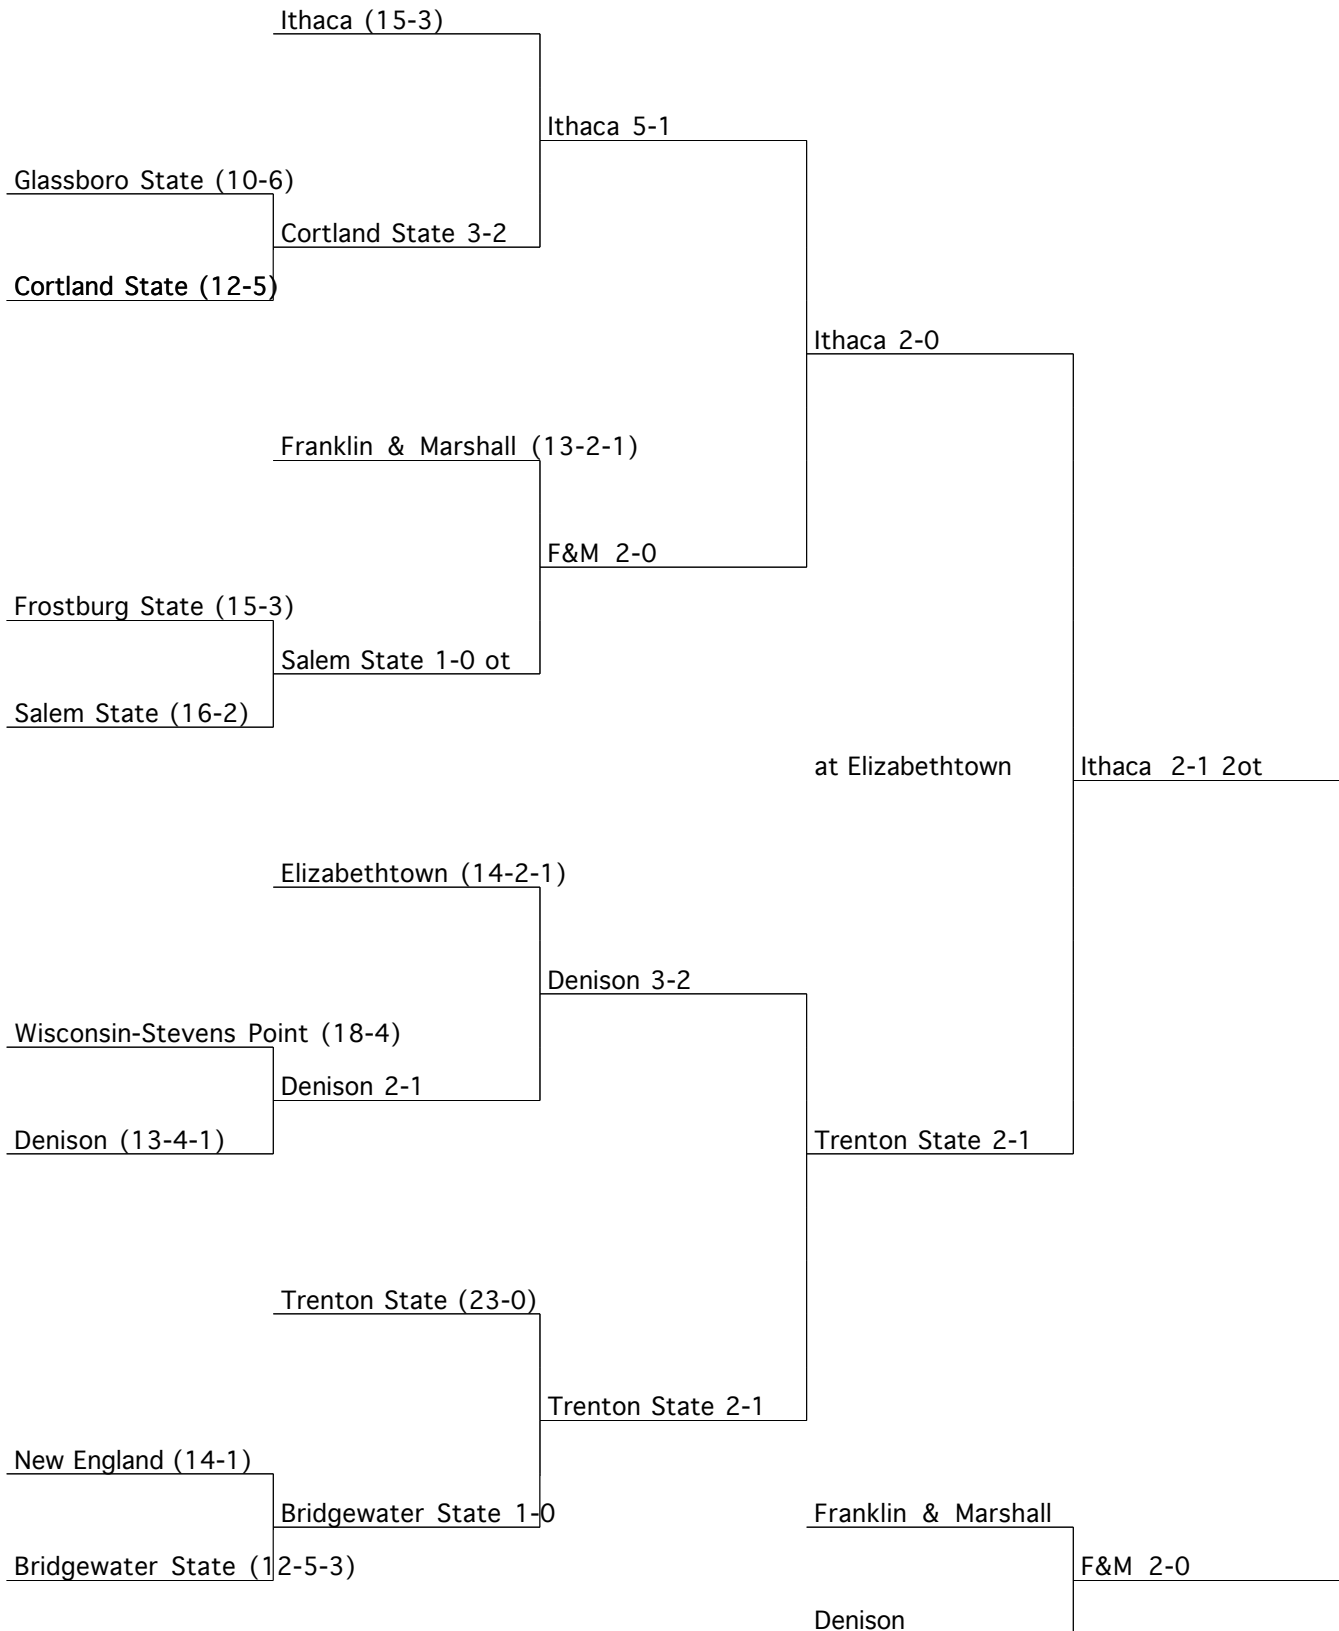 Ithaca (15-3)
Ithaca 5-1
Glassboro State (10-6)
Cortland State 3-2
Cortland State (12-5)
Ithaca 2-0
Franklin & Marshall (13-2-1)
F&M 2-0
Frostburg State (15-3)
Salem State 1-0 ot
Salem State (16-2)
at Elizabethtown
Ithaca 2-1 2ot
Elizabethtown (14-2-1)
Denison 3-2
Wisconsin-Stevens Point (18-4)
Denison 2-1
Denison (13-4-1)
Trenton State 2-1
Trenton State (23-0)
Trenton State 2-1
New England (14-1)
Bridgewater State 1-0
Franklin & Marshall
Bridgewater State (12-5-3)
F&M 2-0
Denison